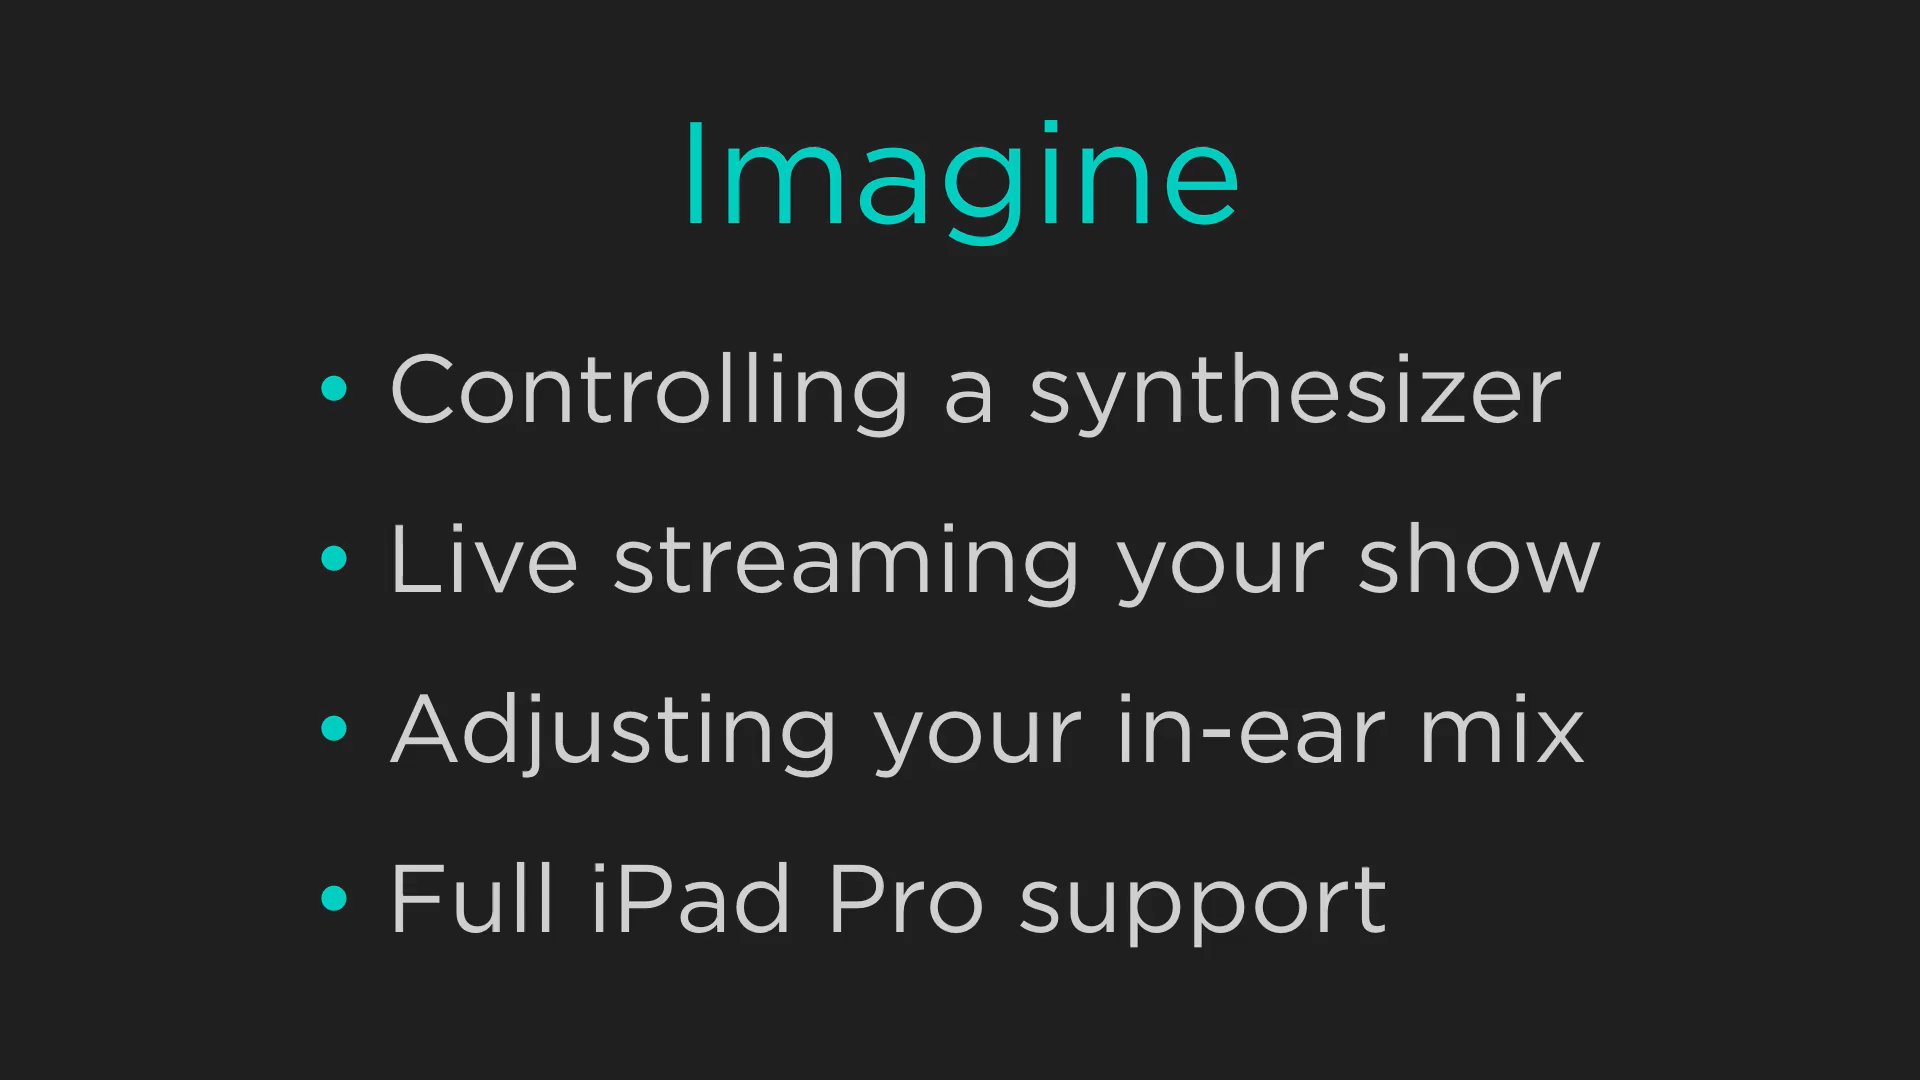 Imagine
• Controlling a synthesizer
• Live streaming your show
• Adjusting your in-ear mix
• Full iPad Pro support